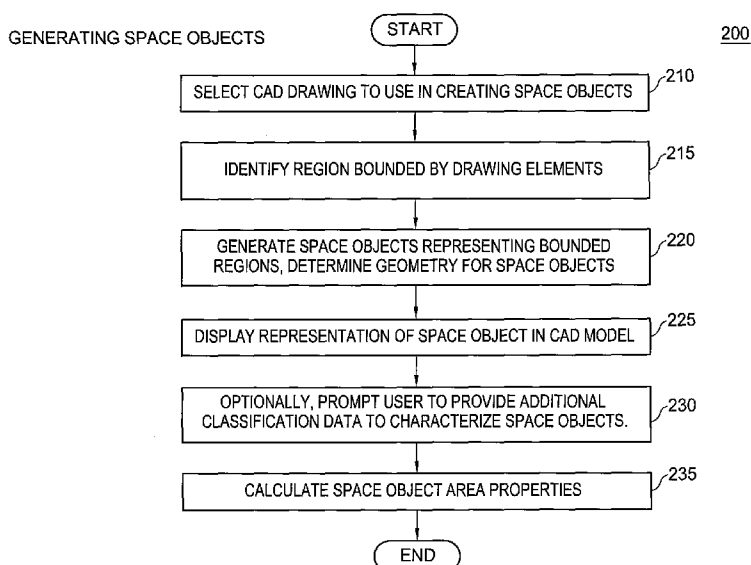 GENERATING SPACE OBJECTS
START
200
210
SELECT CAD DRAWING TO USE IN CREATING SPACE OBJECTS
215
IDENTIFY REGION BOUNDED BY DRAWING ELEMENTS
220
GENERATE SPACE OBJECTS REPRESENTING BOUNDED
REGIONS, DETERMINE GEOMETRY FOR SPACE OBJECTS
225
DISPLAY REPRESENTATION OF SPACE OBJECT IN CAD MODEL
230
OPTIONALLY, PROMPT USER TO PROVIDE ADDITIONAL
CLASSIFICATION DATA TO CHARACTERIZE SPACE OBJECTS.
235
CALCULATE SPACE OBJECT AREA PROPERTIES
END